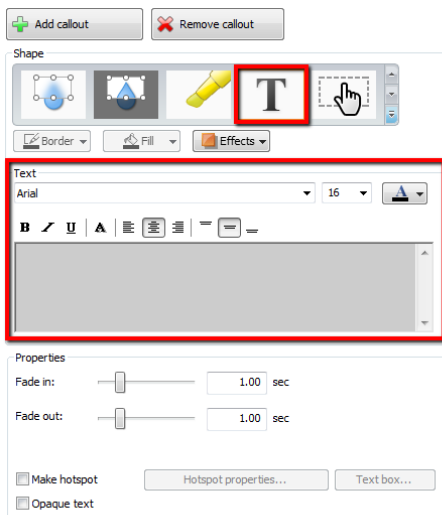 Add callout Remove callout
Shape
T
Border Fill Effects
Text
Arial 16 A
B I U A
Properties
Fade in: 1.00 sec
Fade out: 1.00 sec
Make hotspot Hotspot properties... Text box...
Opaque text